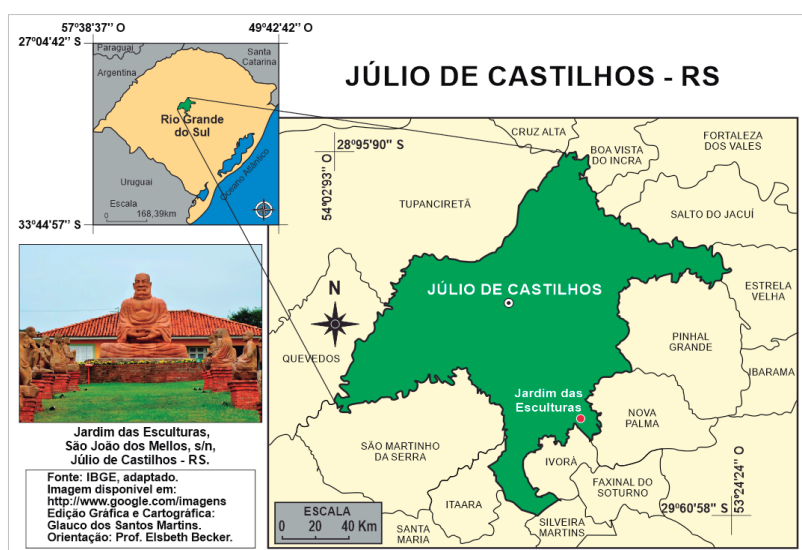 57º38'37'' O
49º42'42'' O
27º04'42'' S
Paraguai
Argentina
Santa
Catarina
Rio Grande
do Sul
Uruguai
Oceano Atlântico
Escala
0 168,39km
33º44'57'' S
JÚLIO DE CASTILHOS - RS
28º95'90'' S
54º02'93'' O
CRUZ ALTA
BOA VISTA
DO INCRA
FORTALEZA
DOS VALES
TUPANCIRETÃ
SALTO DO JACUÍ
JÚLIO DE CASTILHOS
ESTRELA
VELHA
N
QUEVEDOS
PINHAL
GRANDE
IBARAMA
Jardim das
Esculturas
NOVA
PALMA
SÃO MARTINHO
DA SERRA
IVORÁ
FAXINAL DO
SOTURNO
ITAARA
SANTA
MARIA
SILVEIRA
MARTINS
29º60'58'' S
53º24'24'' O
ESCALA
0 20 40 Km
Jardim das Esculturas,
São João dos Mellos, s/n,
Júlio de Castilhos - RS.
Fonte: IBGE, adaptado.
Imagem disponível em:
http://www.google.com/imagens
Edição Gráfica e Cartográfica:
Glauco dos Santos Martins.
Orientação: Prof. Elsbeth Becker.